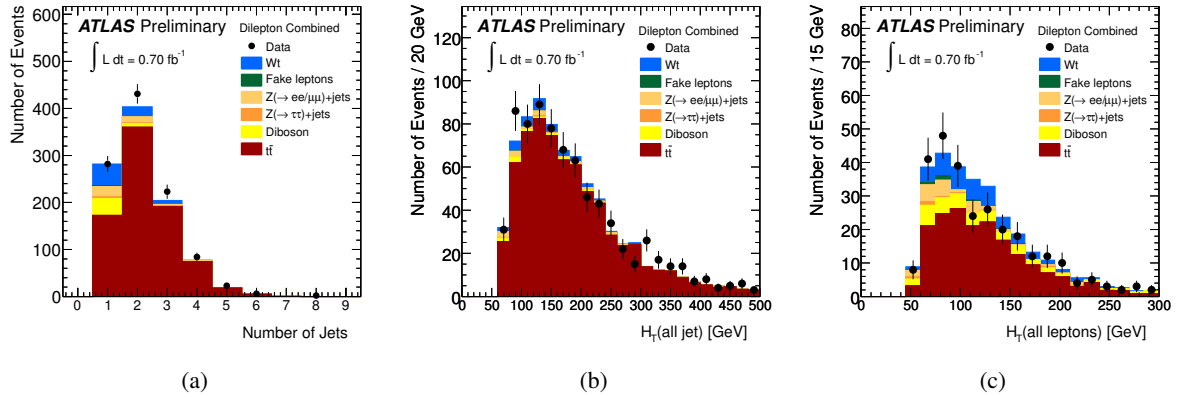 ATLAS Preliminary
Dilepton Combined
∫ L dt = 0.70 fb⁻¹
Data
Wt
Fake leptons
Z(→ ee/μμ)+jets
Z(→ττ)+jets
Diboson
tt̄
Number of Events
600
500
400
300
200
100
0
0 1 2 3 4 5 6 7 8 9
Number of Jets
(a)
ATLAS Preliminary
Dilepton Combined
∫ L dt = 0.70 fb⁻¹
Data
Wt
Fake leptons
Z(→ ee/μμ)+jets
Z(→ττ)+jets
Diboson
tt̄
Number of Events / 20 GeV
120
100
80
60
40
20
0
0 50 100 150 200 250 300 350 400 450 500
H_T(all jet) [GeV]
(b)
ATLAS Preliminary
Dilepton Combined
∫ L dt = 0.70 fb⁻¹
Data
Wt
Fake leptons
Z(→ ee/μμ)+jets
Z(→ττ)+jets
Diboson
tt̄
Number of Events / 15 GeV
80
70
60
50
40
30
20
10
0
0 50 100 150 200 250 300
H_T(all leptons) [GeV]
(c)